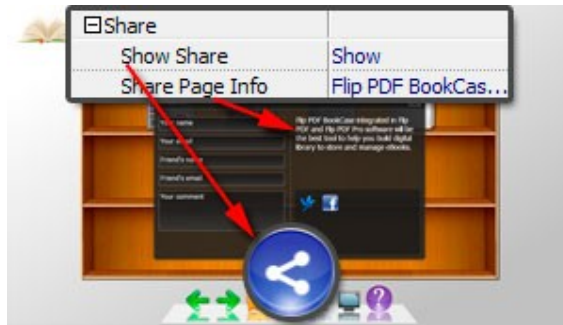 Share
Show Share Show
Share Page Info Flip PDF BookCas...
Your name
Your email
Friend's name
Friend's email
Your comment
Flip PDF BookCase integrated in Flip
PDF and Flip PDF Pro software will be
the best tool to help you build digital
library to store and manage eBooks.